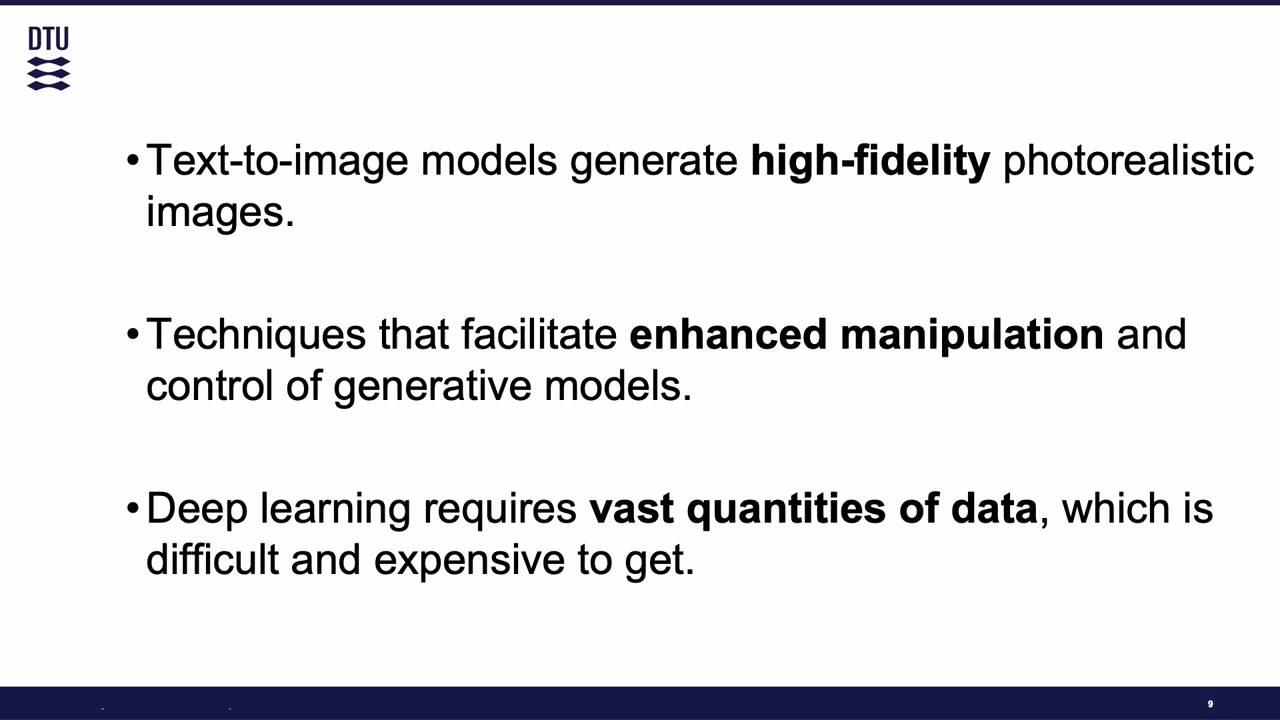 DTU
•Text-to-image models generate high-fidelity photorealistic
images.
•Techniques that facilitate enhanced manipulation and
control of generative models.
•Deep learning requires vast quantities of data, which is
difficult and expensive to get.
9